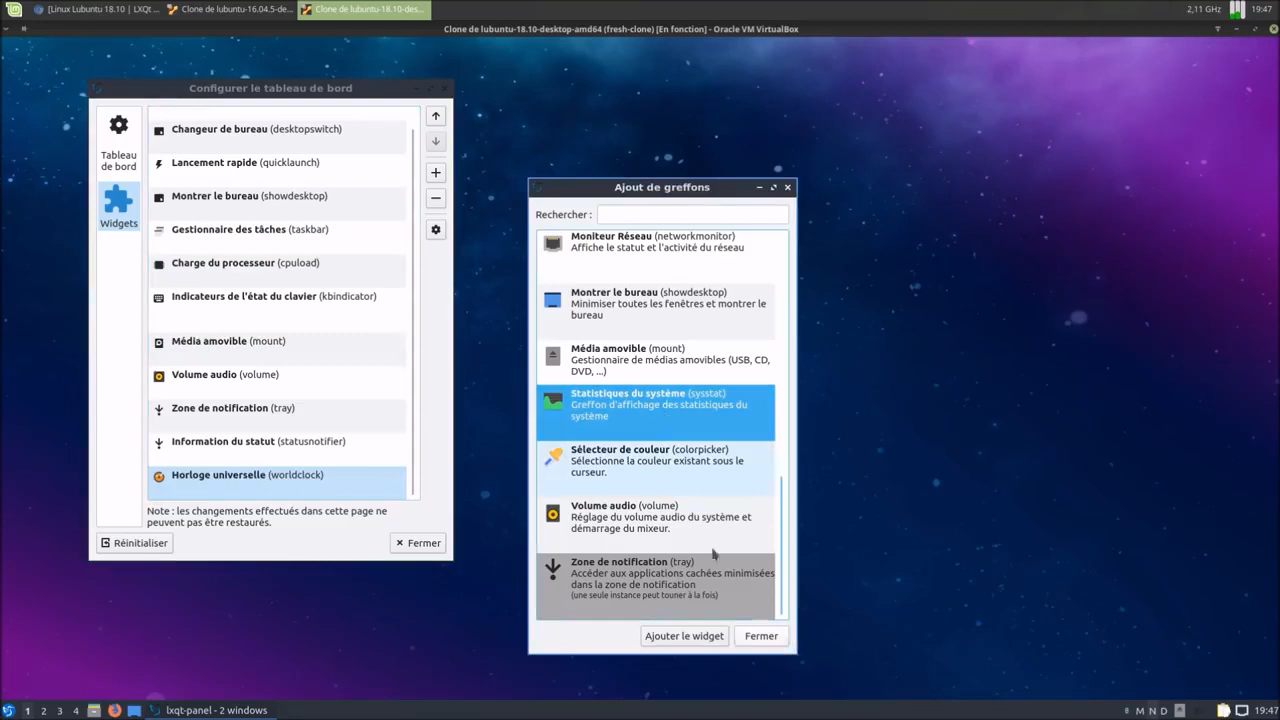 [Linux Lubuntu 18.10 ] LXQt ...
Clone de lubuntu-16.04.5-de...
Clone de lubuntu-18.10-des...
2,11 GHz
19:47
Clone de lubuntu-18.10-desktop-amd64 (fresh-clone) [En fonction] - Oracle VM VirtualBox
Configurer le tableau de bord
Tableau
de bord
Widgets
Changeur de bureau (desktopswitch)
Lancement rapide (quicklaunch)
Montrer le bureau (showdesktop)
Gestionnaire des tâches (taskbar)
Charge du processeur (cpuload)
Indicateurs de l'état du clavier (kbindicator)
Média amovible (mount)
Volume audio (volume)
Zone de notification (tray)
Information du statut (statusnotifier)
Horloge universelle (worldclock)
Note : les changements effectués dans cette page ne
peuvent pas être restaurés.
Réinitialiser
Fermer
Ajout de greffons
Rechercher :
Moniteur Réseau (networkmonitor)
Affiche le statut et l'activité du réseau
Montrer le bureau (showdesktop)
Minimiser toutes les fenêtres et montrer le
bureau
Média amovible (mount)
Gestionnaire de médias amovibles (USB, CD,
DVD, ...)
Statistiques du système (sysstat)
Greffon d'affichage des statistiques du
système
Sélecteur de couleur (colorpicker)
Sélectionne la couleur existant sous le
curseur.
Volume audio (volume)
Réglage du volume audio du système et
démarrage du mixeur.
Zone de notification (tray)
Accéder aux applications cachées minimisées
dans la zone de notification
(une seule instance peut touner à la fois)
Ajouter le widget
Fermer
1 2 3 4
lxqt-panel - 2 windows
M N D
19:47